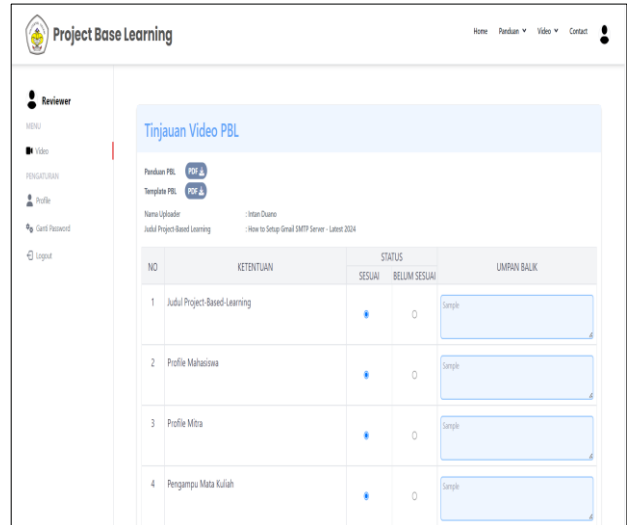 Project Base Learning
Home Panduan Video Contact
Reviewer
MENU
Video
PENGATURAN
Profile
Ganti Password
Logout
Tinjauan Video PBL
Panduan PBL PDF
Template PBL PDF
Nama Uploader : Intan Duano
Judul Project-Based Learning : How to Setup Gmail SMTP Server - Latest 2024
NO KETENTUAN STATUS UMPAN BALIK
SESUAI BELUM SESUAI
1 Judul Project-Based-Learning Sample
2 Profile Mahasiswa Sample
3 Profile Mitra Sample
4 Pengampu Mata Kuliah Sample